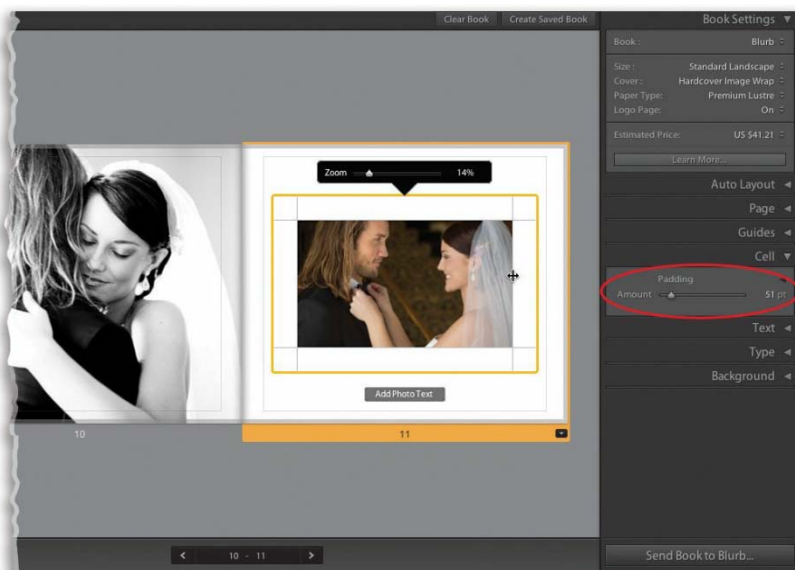 Clear Book
Create Saved Book
Book Settings
Book :
Blurb
Size :
Standard Landscape
Cover :
Hardcover Image Wrap
Paper Type:
Premium Lustre
Logo Page:
On
Estimated Price:
US $41.21
Learn More...
Auto Layout
Page
Guides
Cell
Padding
Amount
51 pt
Text
Type
Background
Zoom
14%
Add Photo Text
10
11
10 - 11
Send Book to Blurb...